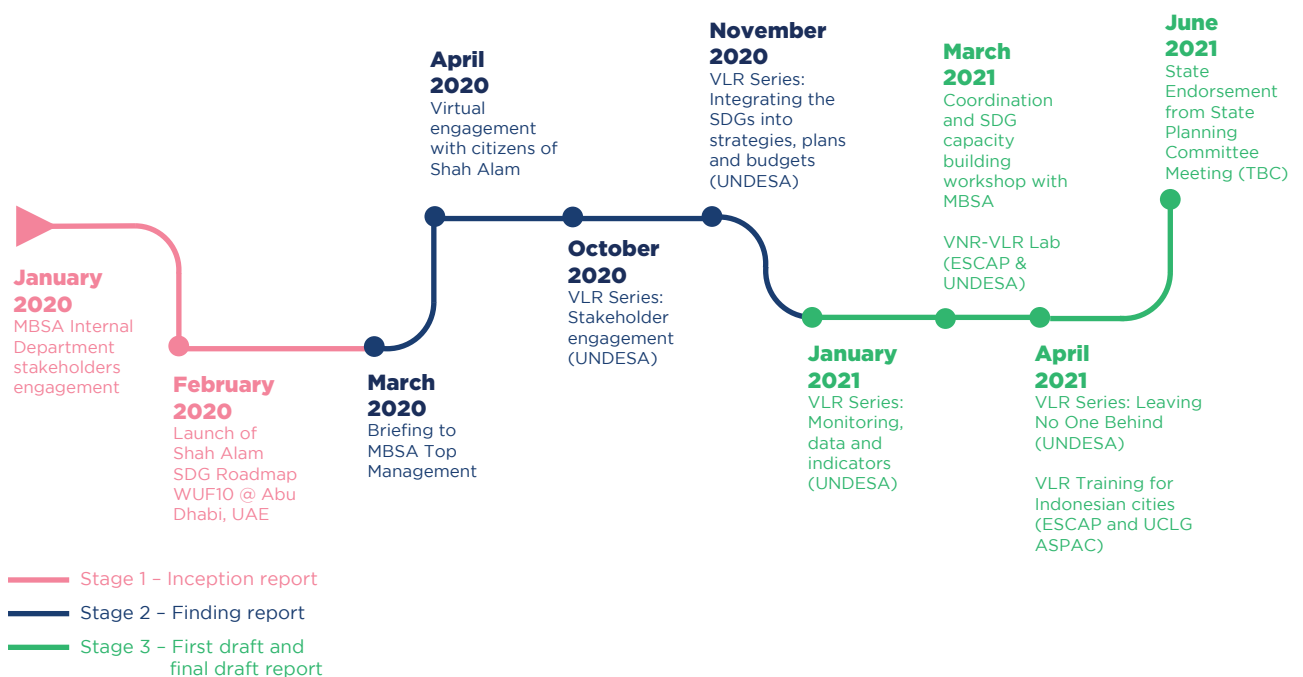 January
2020
MBSA Internal
Department
stakeholders
engagement
February
2020
Launch of
Shah Alam
SDG Roadmap
WUF10 @ Abu
Dhabi, UAE
March
2020
Briefing to
MBSA Top
Management
April
2020
Virtual
engagement
with citizens of
Shah Alam
October
2020
VLR Series:
Stakeholder
engagement
(UNDESA)
November
2020
VLR Series:
Integrating the
SDGs into
strategies, plans
and budgets
(UNDESA)
January
2021
VLR Series:
Monitoring,
data and
indicators
(UNDESA)
March
2021
Coordination
and SDG
capacity
building
workshop with
MBSA
VNR-VLR Lab
(ESCAP &
UNDESA)
April
2021
VLR Series: Leaving
No One Behind
(UNDESA)
VLR Training for
Indonesian cities
(ESCAP and UCLG
ASPAC)
June
2021
State
Endorsement
from State
Planning
Committee
Meeting (TBC)
Stage 1 – Inception report
Stage 2 – Finding report
Stage 3 – First draft and
final draft report